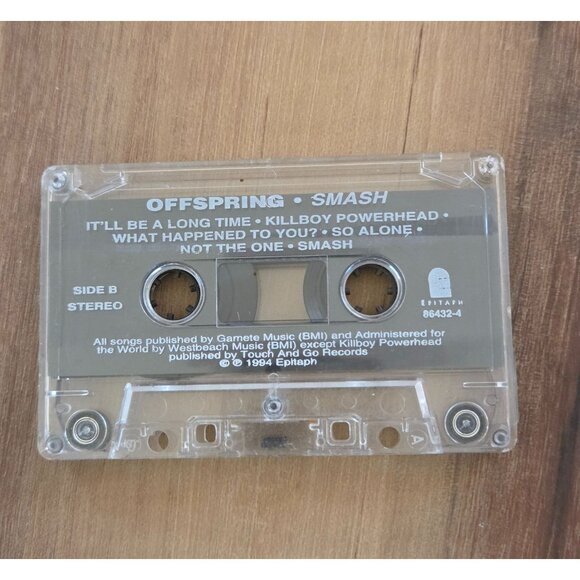 OFFSPRING • SMASH
IT'LL BE A LONG TIME • KILLBOY POWERHEAD •
WHAT HAPPENED TO YOU? • SO ALONE •
NOT THE ONE • SMASH
SIDE B
STEREO
EPITAPH
86432-4
All songs published by Gamete Music (BMI) and Administered for
the World by Westbeach Music (BMI) except Killboy Powerhead
published by Touch And Go Records
© ℗ 1994 Epitaph
A